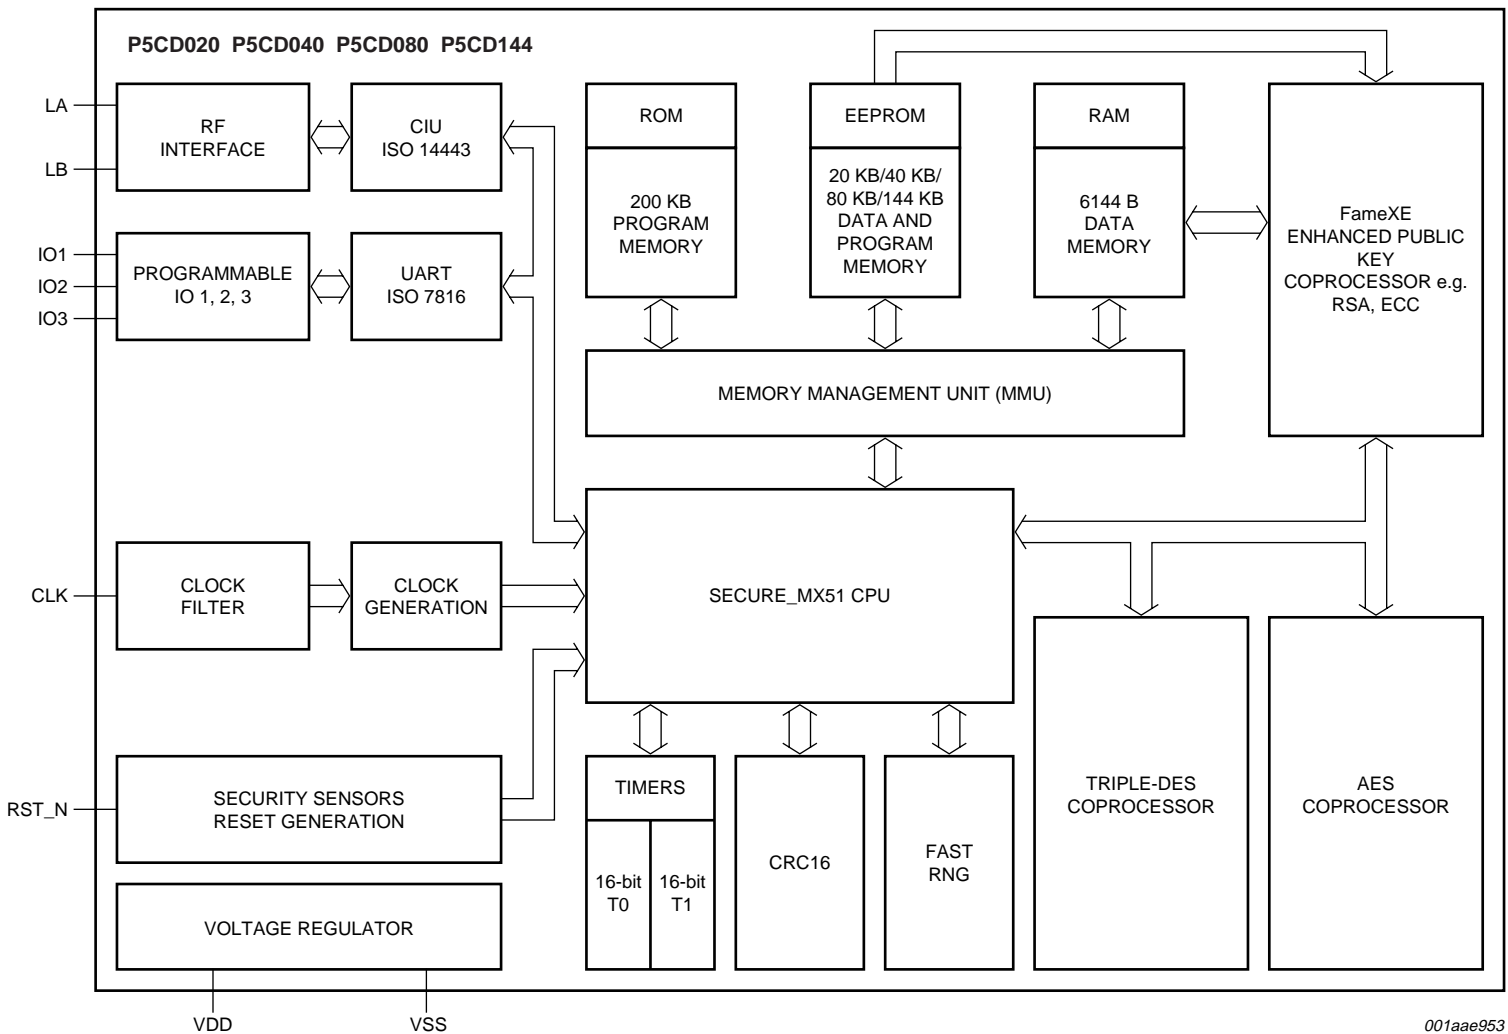 P5CD020 P5CD040 P5CD080 P5CD144
LA
LB
RF
INTERFACE
CIU
ISO 14443
IO1
IO2
IO3
PROGRAMMABLE
IO 1, 2, 3
UART
ISO 7816
ROM
200 KB
PROGRAM
MEMORY
EEPROM
20 KB/40 KB/
80 KB/144 KB
DATA AND
PROGRAM
MEMORY
RAM
6144 B
DATA
MEMORY
FameXE
ENHANCED PUBLIC
KEY
COPROCESSOR e.g.
RSA, ECC
MEMORY MANAGEMENT UNIT (MMU)
CLK
CLOCK
FILTER
CLOCK
GENERATION
SECURE_MX51 CPU
RST_N
SECURITY SENSORS
RESET GENERATION
VOLTAGE REGULATOR
VDD
VSS
TIMERS
16-bit
T0
16-bit
T1
CRC16
FAST
RNG
TRIPLE-DES
COPROCESSOR
AES
COPROCESSOR
001aae953